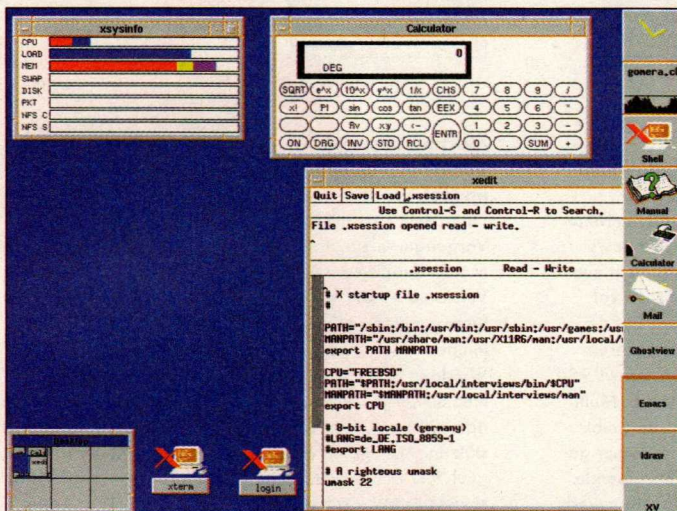 xsysinfo
CPU
LOAD
MEM
SWAP
DISK
PKT
NFS C
NFS S
Calculator
0
DEG
SQRT e^x 10^x y^x 1/x CHS 7 8 9 /
x! PI sin cos tan EEX 4 5 6 *
Rv x:y <- ENTR 1 2 3 -
ON DRG INV STO RCL 0 . SUM +
xedit
Quit Save Load .xsession
Use Control-S and Control-R to Search.
File .xsession opened read - write.
.xsession Read - Write
# X startup file .xsession
#
PATH="/sbin:/bin:/usr/bin:/usr/sbin:/usr/games:/us
MANPATH="/usr/share/man:/usr/X11R6/man:/usr/local/
export PATH MANPATH
CPU="FREEBSD"
PATH="$PATH:/usr/local/interviews/bin/$CPU"
MANPATH="$MANPATH:/usr/local/interviews/man"
export CPU
# 8-bit locale (germany)
#LANG=de_DE.ISO_8859-1
#export LANG
# A righteous umask
umask 22
gomera.cl
Shell
Manual
Calculator
Mail
Ghostview
Emacs
Idraw
XV
xterm
login